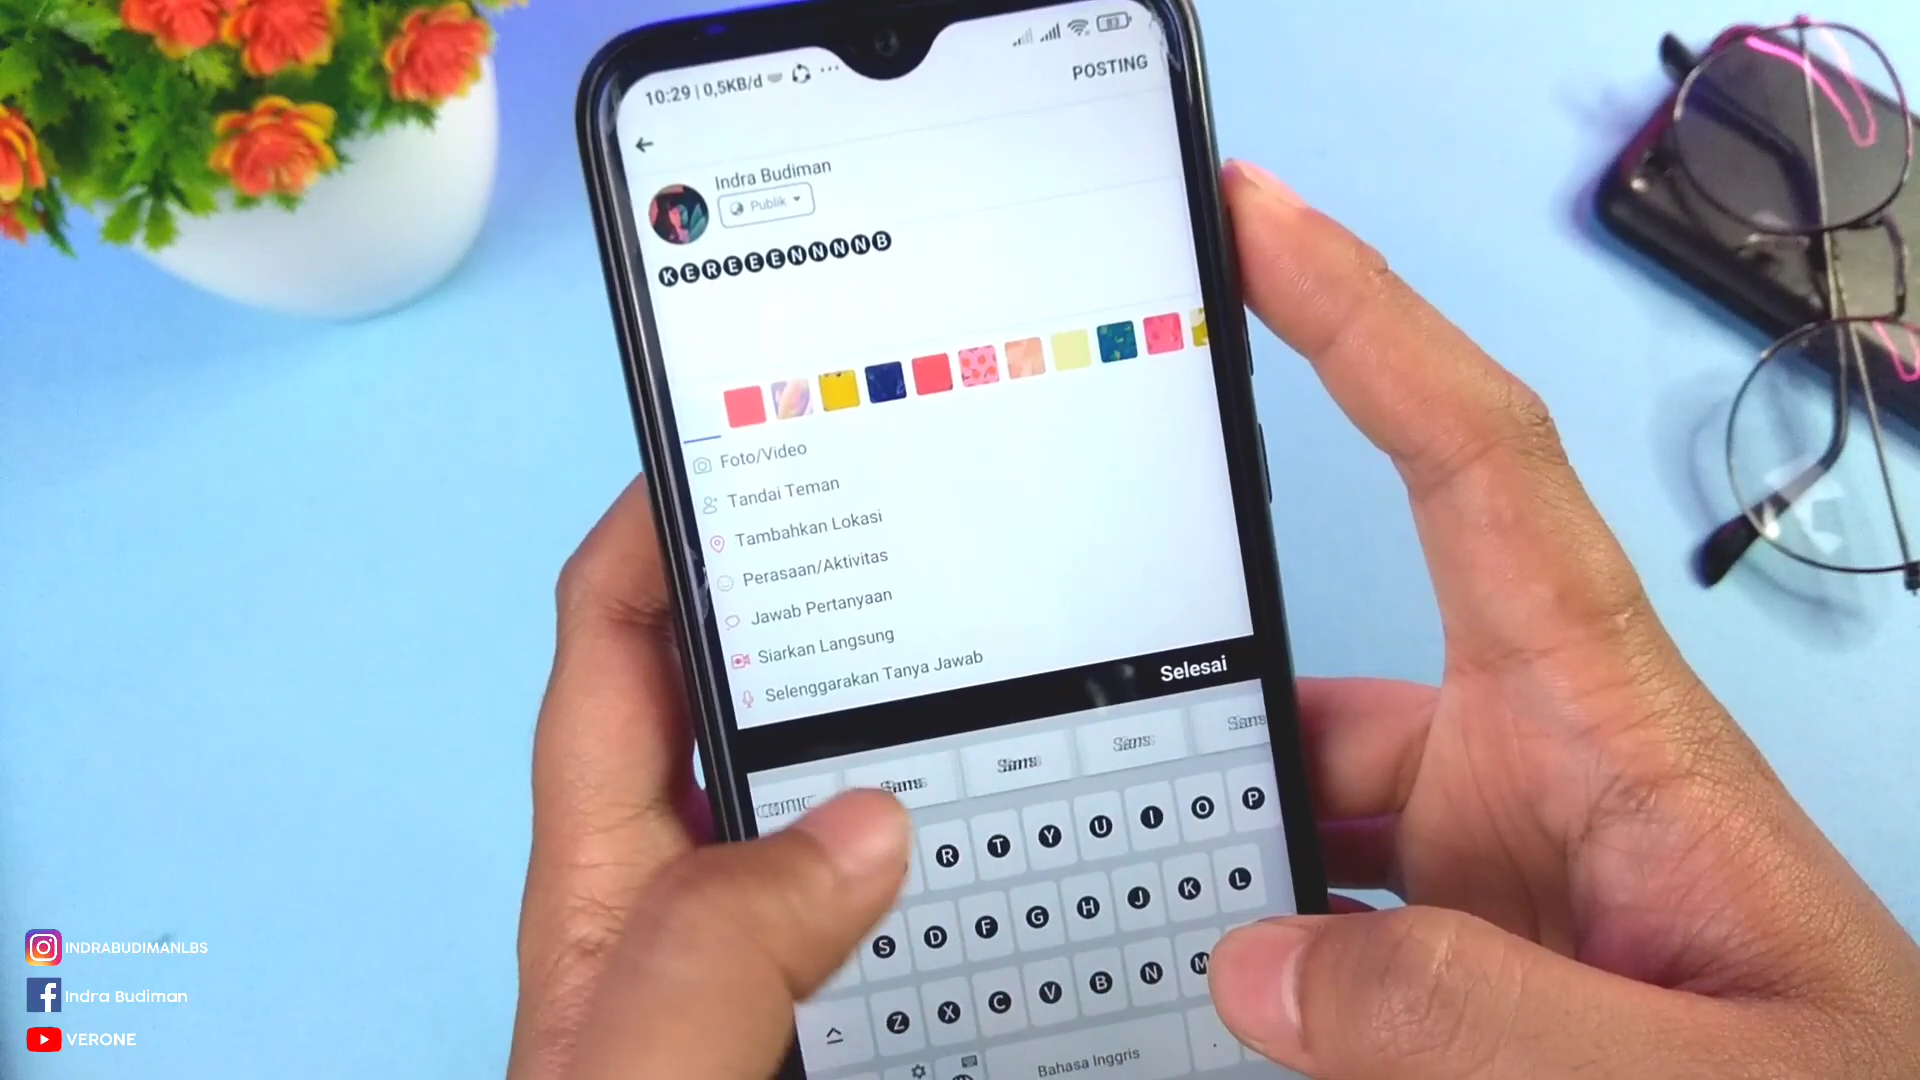 10:29 | 0,5KB/d ... 83
POSTING
Indra Budiman
Publik
🅚🅔🅡🅔🅔🅔🅝🅝🅝🅝🅑
Foto/Video
Tandai Teman
Tambahkan Lokasi
Perasaan/Aktivitas
Jawab Pertanyaan
Siarkan Langsung
Selenggarakan Tanya Jawab
Selesai
Sans Sans Sans Sans
🅡 🅣 🅨 🅤 🅘 🅞 🅟
🅢 🅓 🅕 🅖 🅗 🅙 🅚 🅛
🅩 🅧 🅒 🅥 🅑 🅝 🅜
Bahasa Inggris .
INDRABUDIMANLBS
Indra Budiman
VERONE